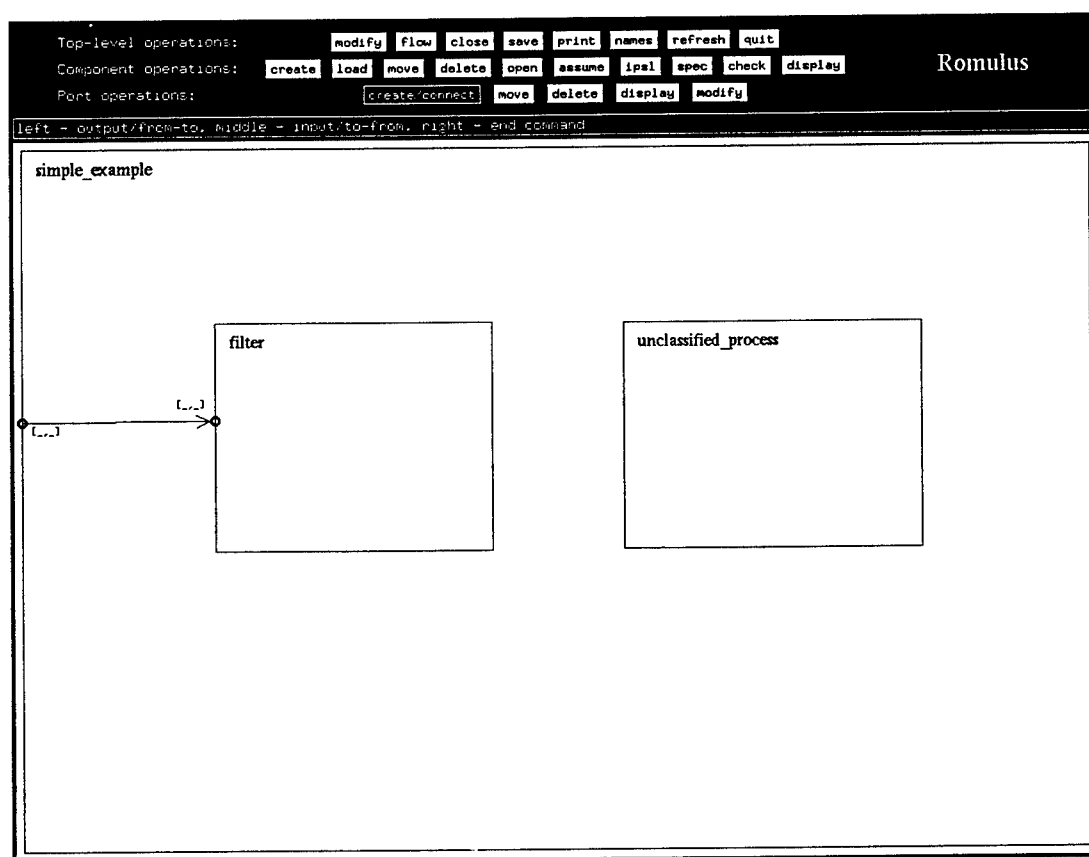 Top-level operations: modify flow close save print names refresh quit
Component operations: create load move delete open assume ipsl spec check display
Romulus
Port operations: create/connect move delete display modify
left - output/from-to, middle - input/to-from, right - end command
simple_example
filter
unclassified_process
[_,_]
[_,_]